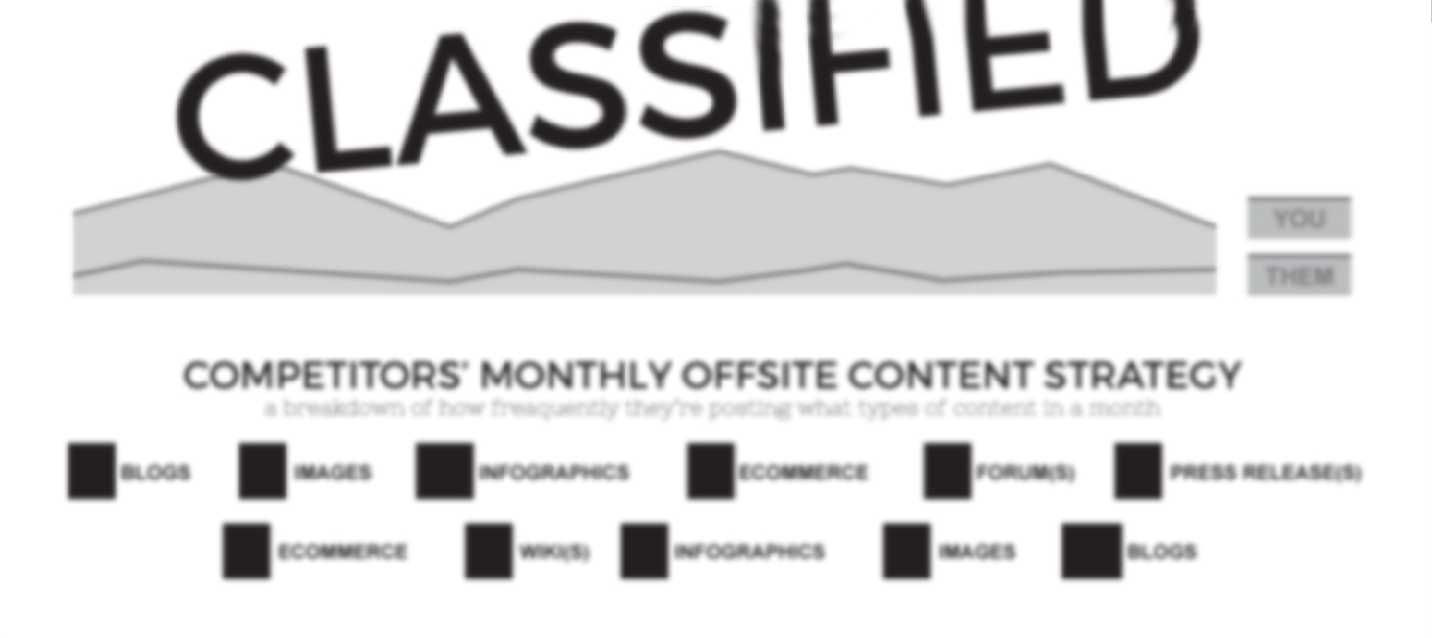 CLASSIFIED
YOU
THEM
COMPETITORS' MONTHLY OFFSITE CONTENT STRATEGY
a breakdown of how freaquently they're posting what types of content in a month
BLOGS IMAGES INFOGRAPHICS ECOMMERCE FORUM(S) PRESS RELEASE(S)
ECOMMERCE WIKI(S) INFOGRAPHICS IMAGES BLOGS